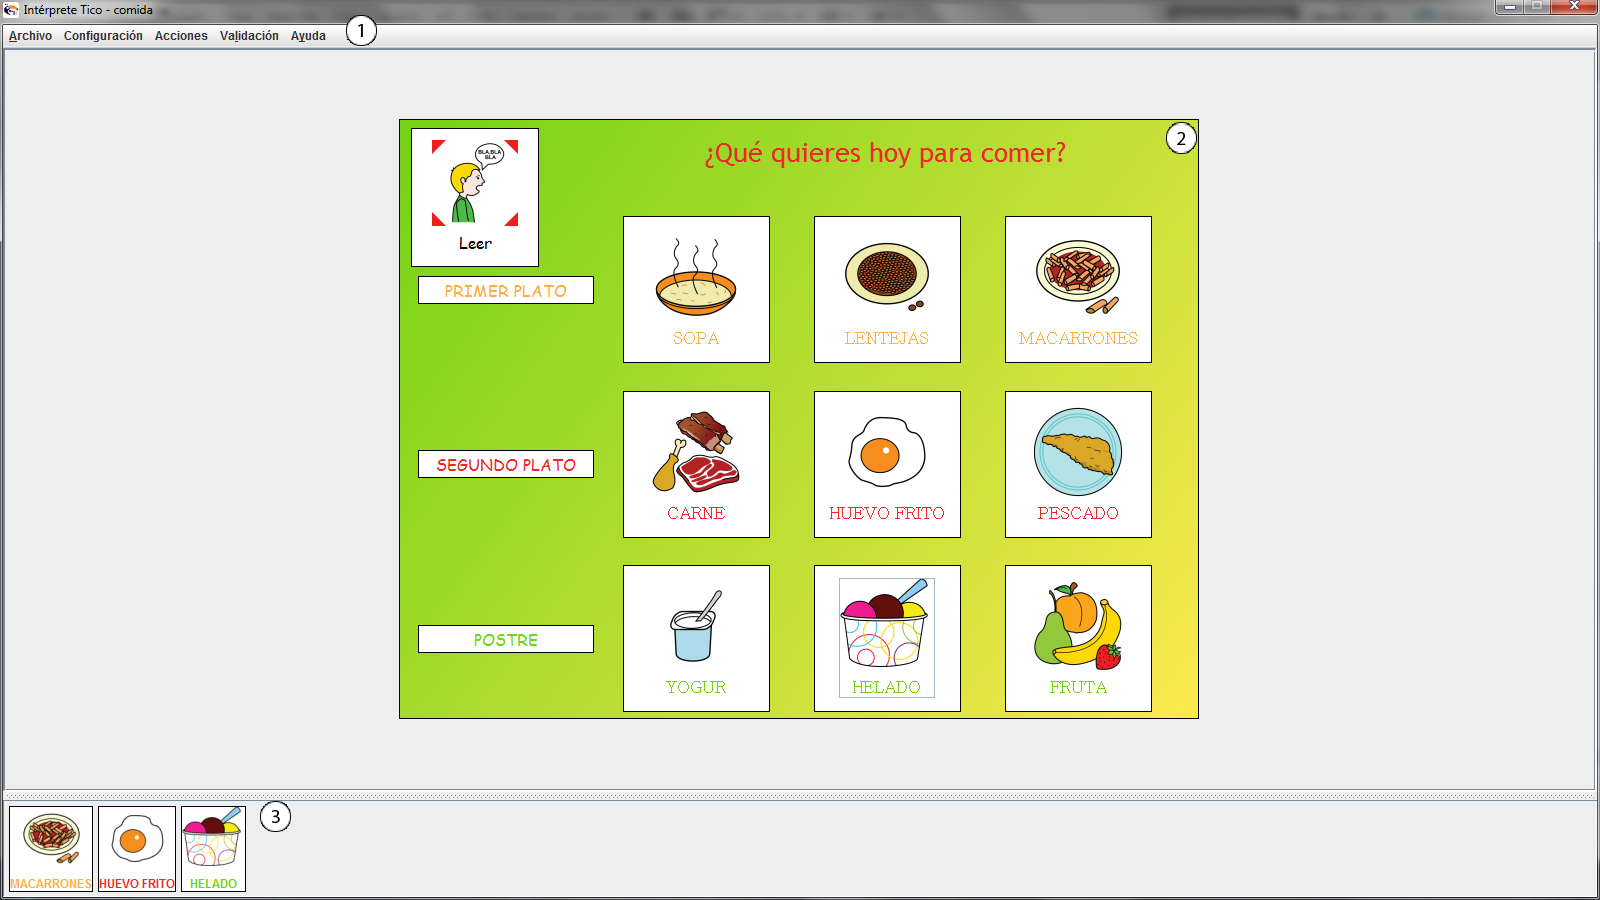 Intérprete Tico - comida
Archivo Configuración Acciones Validación Ayuda
1
2
¿Qué quieres hoy para comer?
BLA,BLA
BLA
Leer
PRIMER PLATO
SOPA LENTEJAS MACARRONES
SEGUNDO PLATO
CARNE HUEVO FRITO PESCADO
POSTRE
YOGUR HELADO FRUTA
3
MACARRONES HUEVO FRITO HELADO